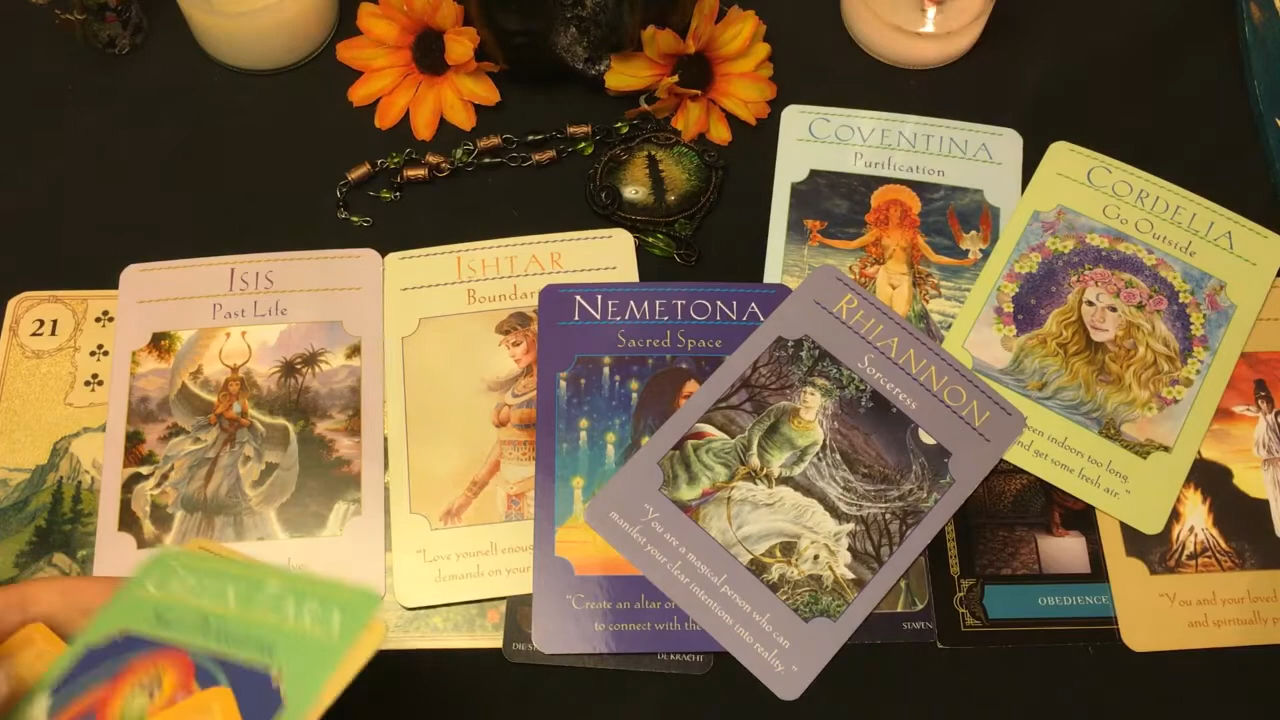 21
ISIS
Past Life
ISHTAR
Boundar
"Love yourself enoug
demands on your
NEMETONA
Sacred Space
"Create an altar or
to connect with the
DE KRACHT
RHIANNON
Sorceress
"You are a magical person who can
manifest your clear intentions into reality."
COVENTINA
Purification
CORDELIA
Go Outside
een indoors too long.
nd get some fresh air."
STAVEN
OBEDIENCE
"You and your loved
and spiritually p